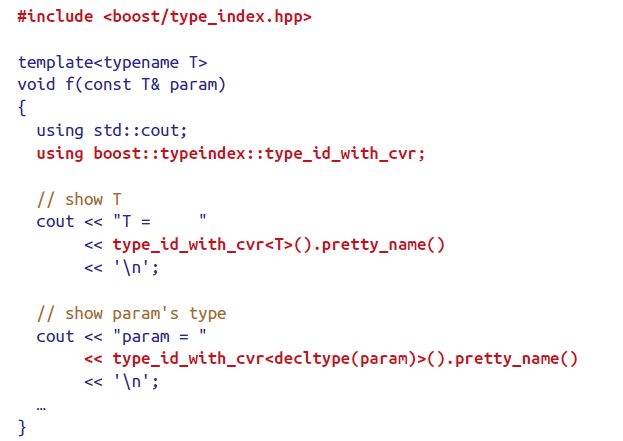 #include <boost/type_index.hpp>
template<typename T>
void f(const T& param)
{
using std::cout;
using boost::typeindex::type_id_with_cvr;
// show T
cout << "T =     "
<< type_id_with_cvr<T>().pretty_name()
<< '\n';
// show param's type
cout << "param = "
<< type_id_with_cvr<decltype(param)>().pretty_name()
<< '\n';
…
}